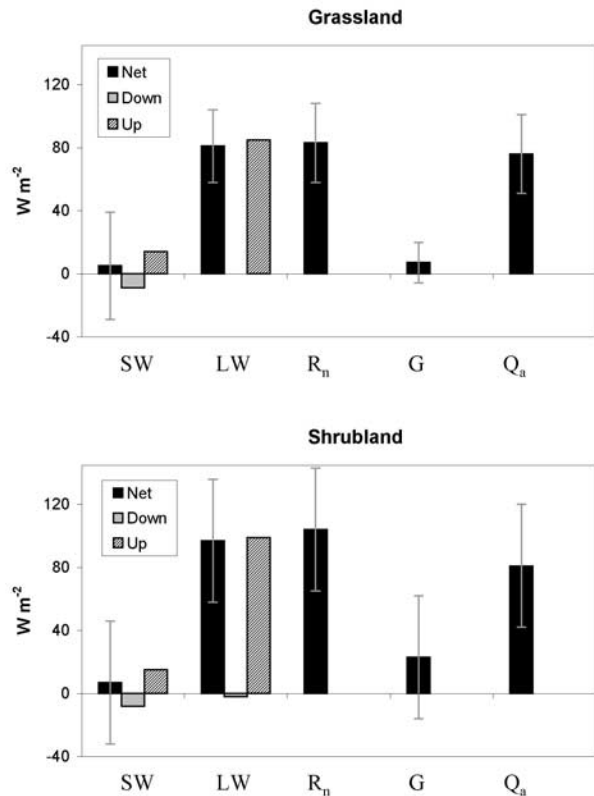 Grassland
Net
Down
Up
120
80
40
0
-40
W m⁻²
SW LW Rₙ G Qₐ
Shrubland
Net
Down
Up
120
80
40
0
-40
W m⁻²
SW LW Rₙ G Qₐ